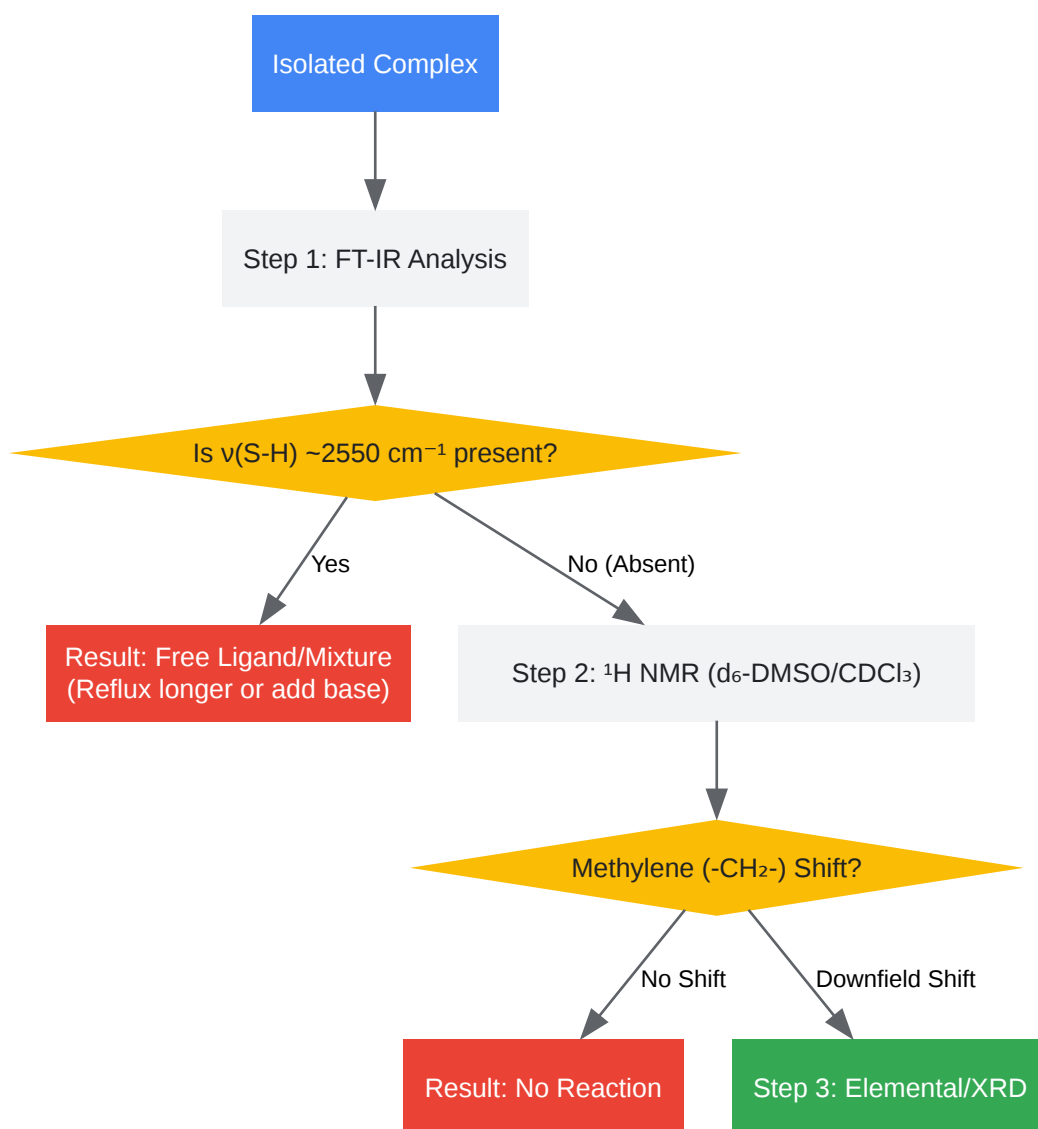 Isolated Complex
Step 1: FT-IR Analysis
Is ν(S-H) ~2550 cm⁻¹ present?
Yes
No (Absent)
Result: Free Ligand/Mixture
(Reflux longer or add base)
Step 2: ¹H NMR (d₆-DMSO/CDCl₃)
Methylene (-CH₂-) Shift?
No Shift
Downfield Shift
Result: No Reaction
Step 3: Elemental/XRD